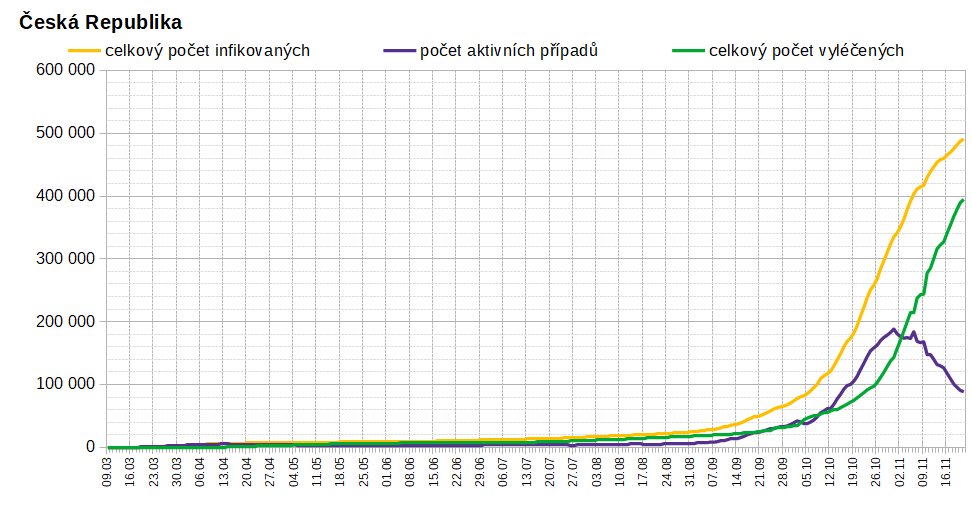 Česká Republika
celkový počet infikovaných počet aktivních případů celkový počet vyléčených
600 000
500 000
400 000
300 000
200 000
100 000
0
09.03 16.03 23.03 30.03 06.04 13.04 20.04 27.04 04.05 11.05 18.05 25.05 01.06 08.06 15.06 22.06 29.06 06.07 13.07 20.07 27.07 03.08 10.08 17.08 24.08 31.08 07.09 14.09 21.09 28.09 05.10 12.10 19.10 26.10 02.11 09.11 16.11